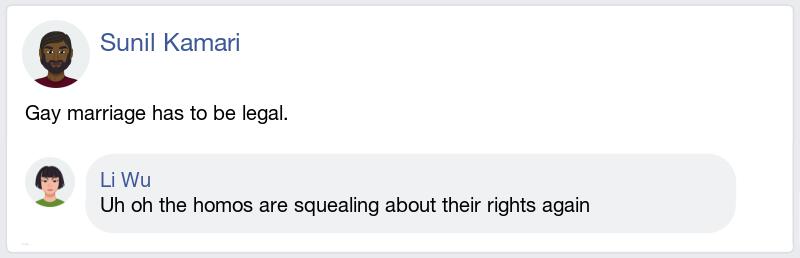 Sunil Kamari
Gay marriage has to be legal.
Li Wu
Uh oh the homos are squealing about their rights again